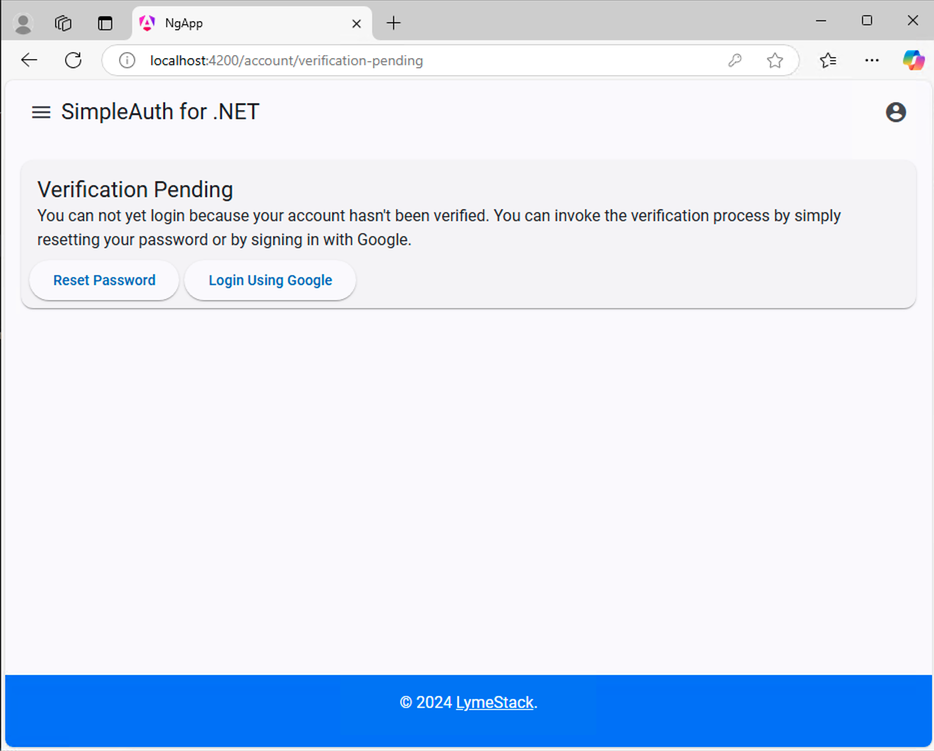 NgApp
localhost:4200/account/verification-pending
SimpleAuth for .NET
Verification Pending
You can not yet login because your account hasn't been verified. You can invoke the verification process by simply
resetting your password or by signing in with Google.
Reset Password
Login Using Google
© 2024 LymeStack.